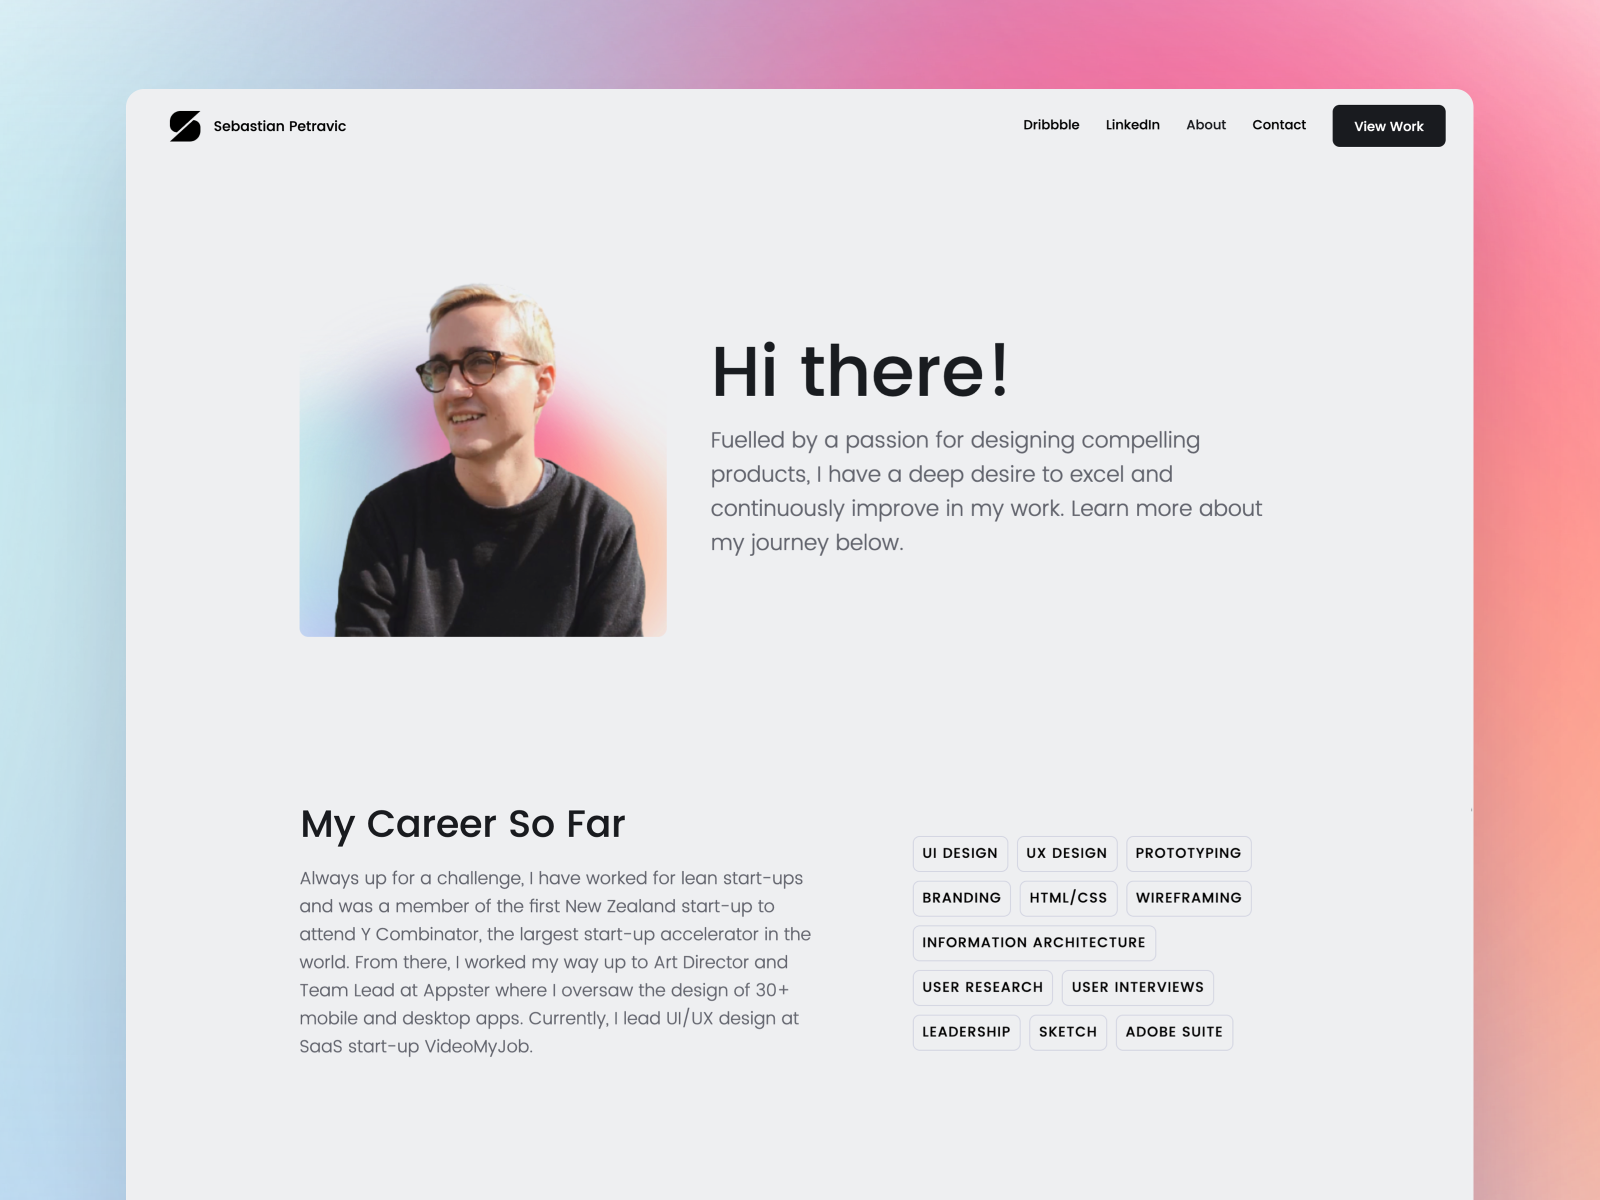 Sebastian Petravic
Dribbble
LinkedIn
About
Contact
View Work
Hi there!
Fuelled by a passion for designing compelling
products, I have a deep desire to excel and
continuously improve in my work. Learn more about
my journey below.
My Career So Far
Always up for a challenge, I have worked for lean start-ups
and was a member of the first New Zealand start-up to
attend Y Combinator, the largest start-up accelerator in the
world. From there, I worked my way up to Art Director and
Team Lead at Appster where I oversaw the design of 30+
mobile and desktop apps. Currently, I lead UI/UX design at
SaaS start-up VideoMyJob.
UI DESIGN
UX DESIGN
PROTOTYPING
BRANDING
HTML/CSS
WIREFRAMING
INFORMATION ARCHITECTURE
USER RESEARCH
USER INTERVIEWS
LEADERSHIP
SKETCH
ADOBE SUITE